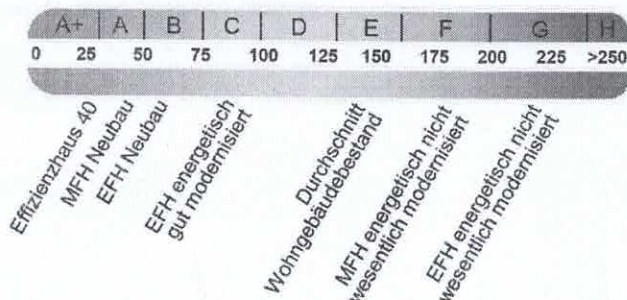 A+ A B C D E F G H
0 25 50 75 100 125 150 175 200 225 >250
Effizienzhaus 40
MFH Neubau
EFH Neubau
EFH energetisch
gut modernisiert
Durchschnitt
Wohngebäudebestand
MFH energetisch nicht
wesentlich modernisiert
EFH energetisch nicht
wesentlich modernisiert